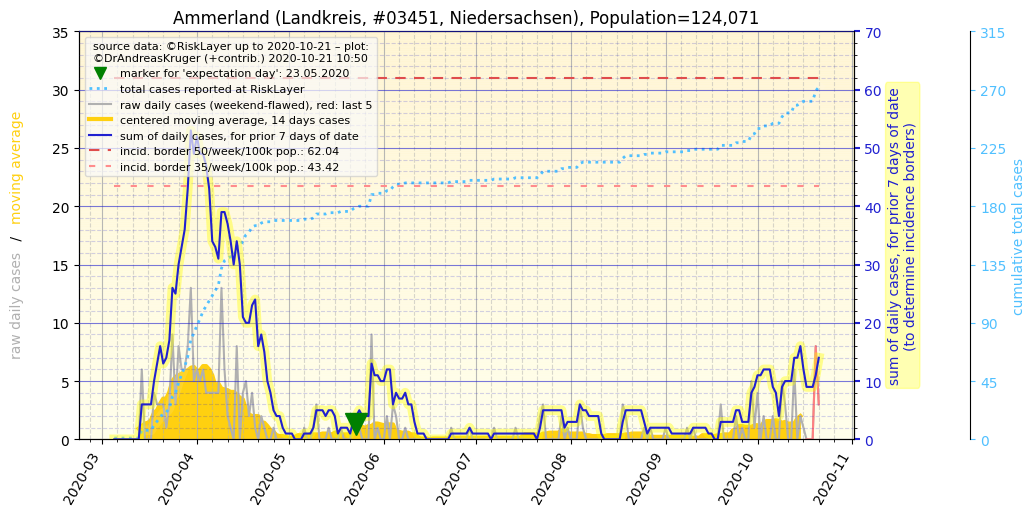 Ammerland (Landkreis, #03451, Niedersachsen), Population=124,071
source data: ©RiskLayer up to 2020-10-21 – plot:
©DrAndreasKruger (+contrib.) 2020-10-21 10:50
marker for 'expectation day': 23.05.2020
total cases reported at RiskLayer
raw daily cases (weekend-flawed), red: last 5
centered moving average, 14 days cases
sum of daily cases, for prior 7 days of date
incid. border 50/week/100k pop.: 62.04
incid. border 35/week/100k pop.: 43.42
raw daily cases / moving average
35
30
25
20
15
10
5
0
70
60
50
40
30
20
10
0
sum of daily cases, for prior 7 days of date
(to determine incidence borders)
315
270
225
180
135
90
45
0
cumulative total cases
2020-03
2020-04
2020-05
2020-06
2020-07
2020-08
2020-09
2020-10
2020-11